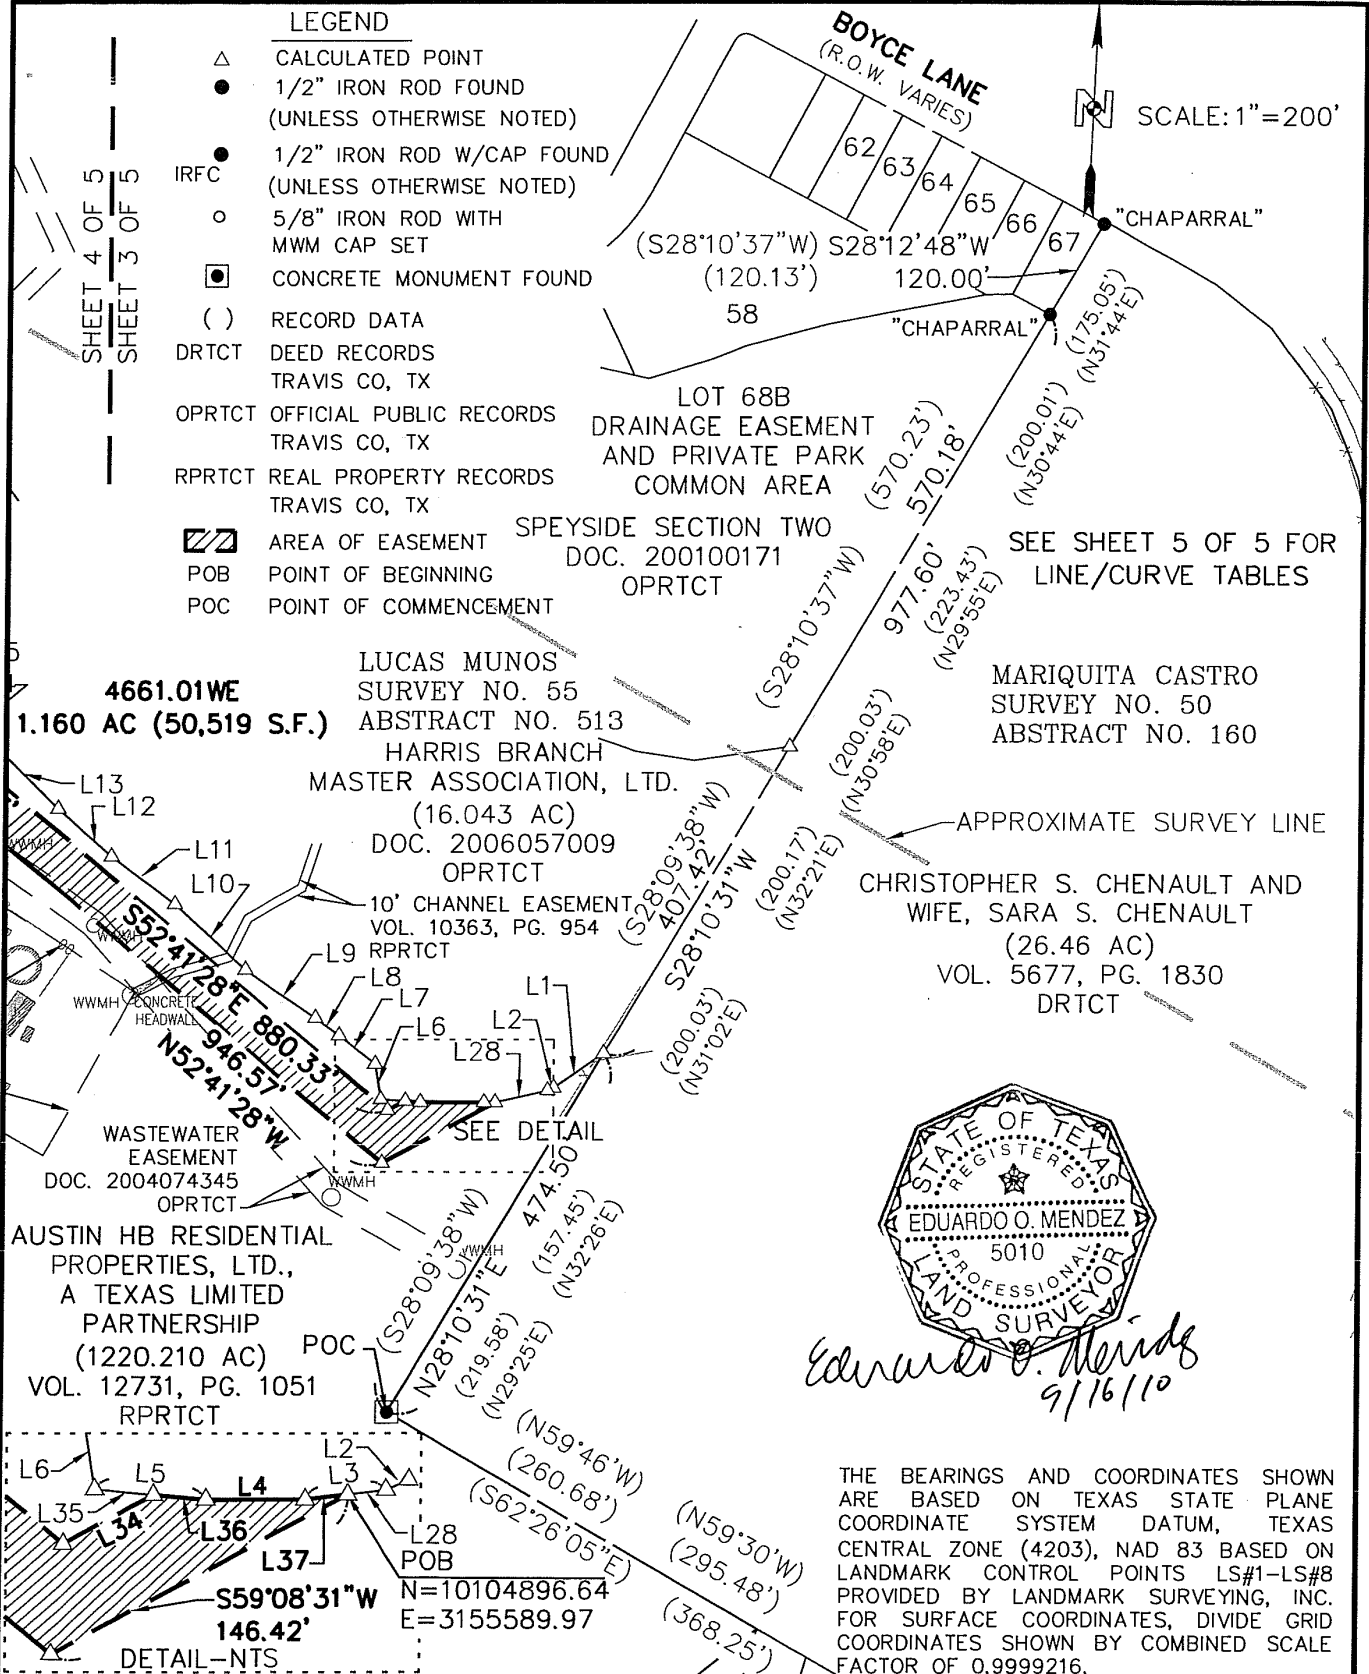 LEGEND
CALCULATED POINT
1/2" IRON ROD FOUND
(UNLESS OTHERWISE NOTED)
1/2" IRON ROD W/CAP FOUND
IRFC
(UNLESS OTHERWISE NOTED)
5/8" IRON ROD WITH
MWM CAP SET
CONCRETE MONUMENT FOUND
( ) RECORD DATA
DRTCT DEED RECORDS
TRAVIS CO, TX
OPRTCT OFFICIAL PUBLIC RECORDS
TRAVIS CO, TX
RPRTCT REAL PROPERTY RECORDS
TRAVIS CO, TX
AREA OF EASEMENT
POB POINT OF BEGINNING
POC POINT OF COMMENCEMENT
SHEET 4 OF 5
SHEET 3 OF 5
BOYCE LANE
(R.O.W. VARIES)
N
SCALE: 1"=200'
62
63
64
65
66
67
"CHAPARRAL"
(S28°10'37"W) S28°12'48"W
(120.13') 120.00'
58
"CHAPARRAL"
(175.05')
(N31°44'E)
LOT 68B
DRAINAGE EASEMENT
AND PRIVATE PARK
COMMON AREA
(200.01')
(N30°44'E)
(570.23')
570.18'
SPEYSIDE SECTION TWO
DOC. 200100171
OPRTCT
SEE SHEET 5 OF 5 FOR
LINE/CURVE TABLES
(S28°10'37"W)
977.60'
(223.43')
(N29°55'E)
5
4661.01WE
1.160 AC (50,519 S.F.)
LUCAS MUNOS
SURVEY NO. 55
ABSTRACT NO. 513
MARIQUITA CASTRO
SURVEY NO. 50
ABSTRACT NO. 160
HARRIS BRANCH
MASTER ASSOCIATION, LTD.
(16.043 AC)
DOC. 2006057009
OPRTCT
(200.03')
(N30°58'E)
APPROXIMATE SURVEY LINE
L13
L12
L11
L10
10' CHANNEL EASEMENT
VOL. 10363, PG. 954
RPRTCT
(S28°09'38"W)
407.42'
S28°10'31"W
(200.17')
(N32°21'E)
CHRISTOPHER S. CHENAULT AND
WIFE, SARA S. CHENAULT
(26.46 AC)
VOL. 5677, PG. 1830
DRTCT
WWMH
WWMH
S52°41'28"E 880.33'
946.57'
N52°41'28"W
WWMH
CONCRETE
HEADWALL
L9
L8
L7
L6
L1
L2
L28
(200.03')
(N31°02'E)
SEE DETAIL
WASTEWATER
EASEMENT
DOC. 2004074345
OPRTCT
WWMH
WWMH
AUSTIN HB RESIDENTIAL
PROPERTIES, LTD.,
A TEXAS LIMITED
PARTNERSHIP
(1220.210 AC)
VOL. 12731, PG. 1051
RPRTCT
POC
(S28°09'38"W)
N28°10'31"E 474.50'
(157.45')
(N32°26'E)
(219.58')
(N29°25'E)
STATE OF TEXAS
REGISTERED
EDUARDO O. MENDEZ
5010
PROFESSIONAL
LAND SURVEYOR
Eduardo O. Mendez
9/16/10
(N59°46'W)
(260.68')
(S62°26'05"E)
(N59°30'W)
(295.48')
(368.25')
L6
L5
L4
L3
L2
L35
L34
L36
L37
L28
POB
N=10104896.64
E=3155589.97
S59°08'31"W
146.42'
DETAIL-NTS
THE BEARINGS AND COORDINATES SHOWN
ARE BASED ON TEXAS STATE PLANE
COORDINATE SYSTEM DATUM, TEXAS
CENTRAL ZONE (4203), NAD 83 BASED ON
LANDMARK CONTROL POINTS LS#1-LS#8
PROVIDED BY LANDMARK SURVEYING, INC.
FOR SURFACE COORDINATES, DIVIDE GRID
COORDINATES SHOWN BY COMBINED SCALE
FACTOR OF 0.9999216.